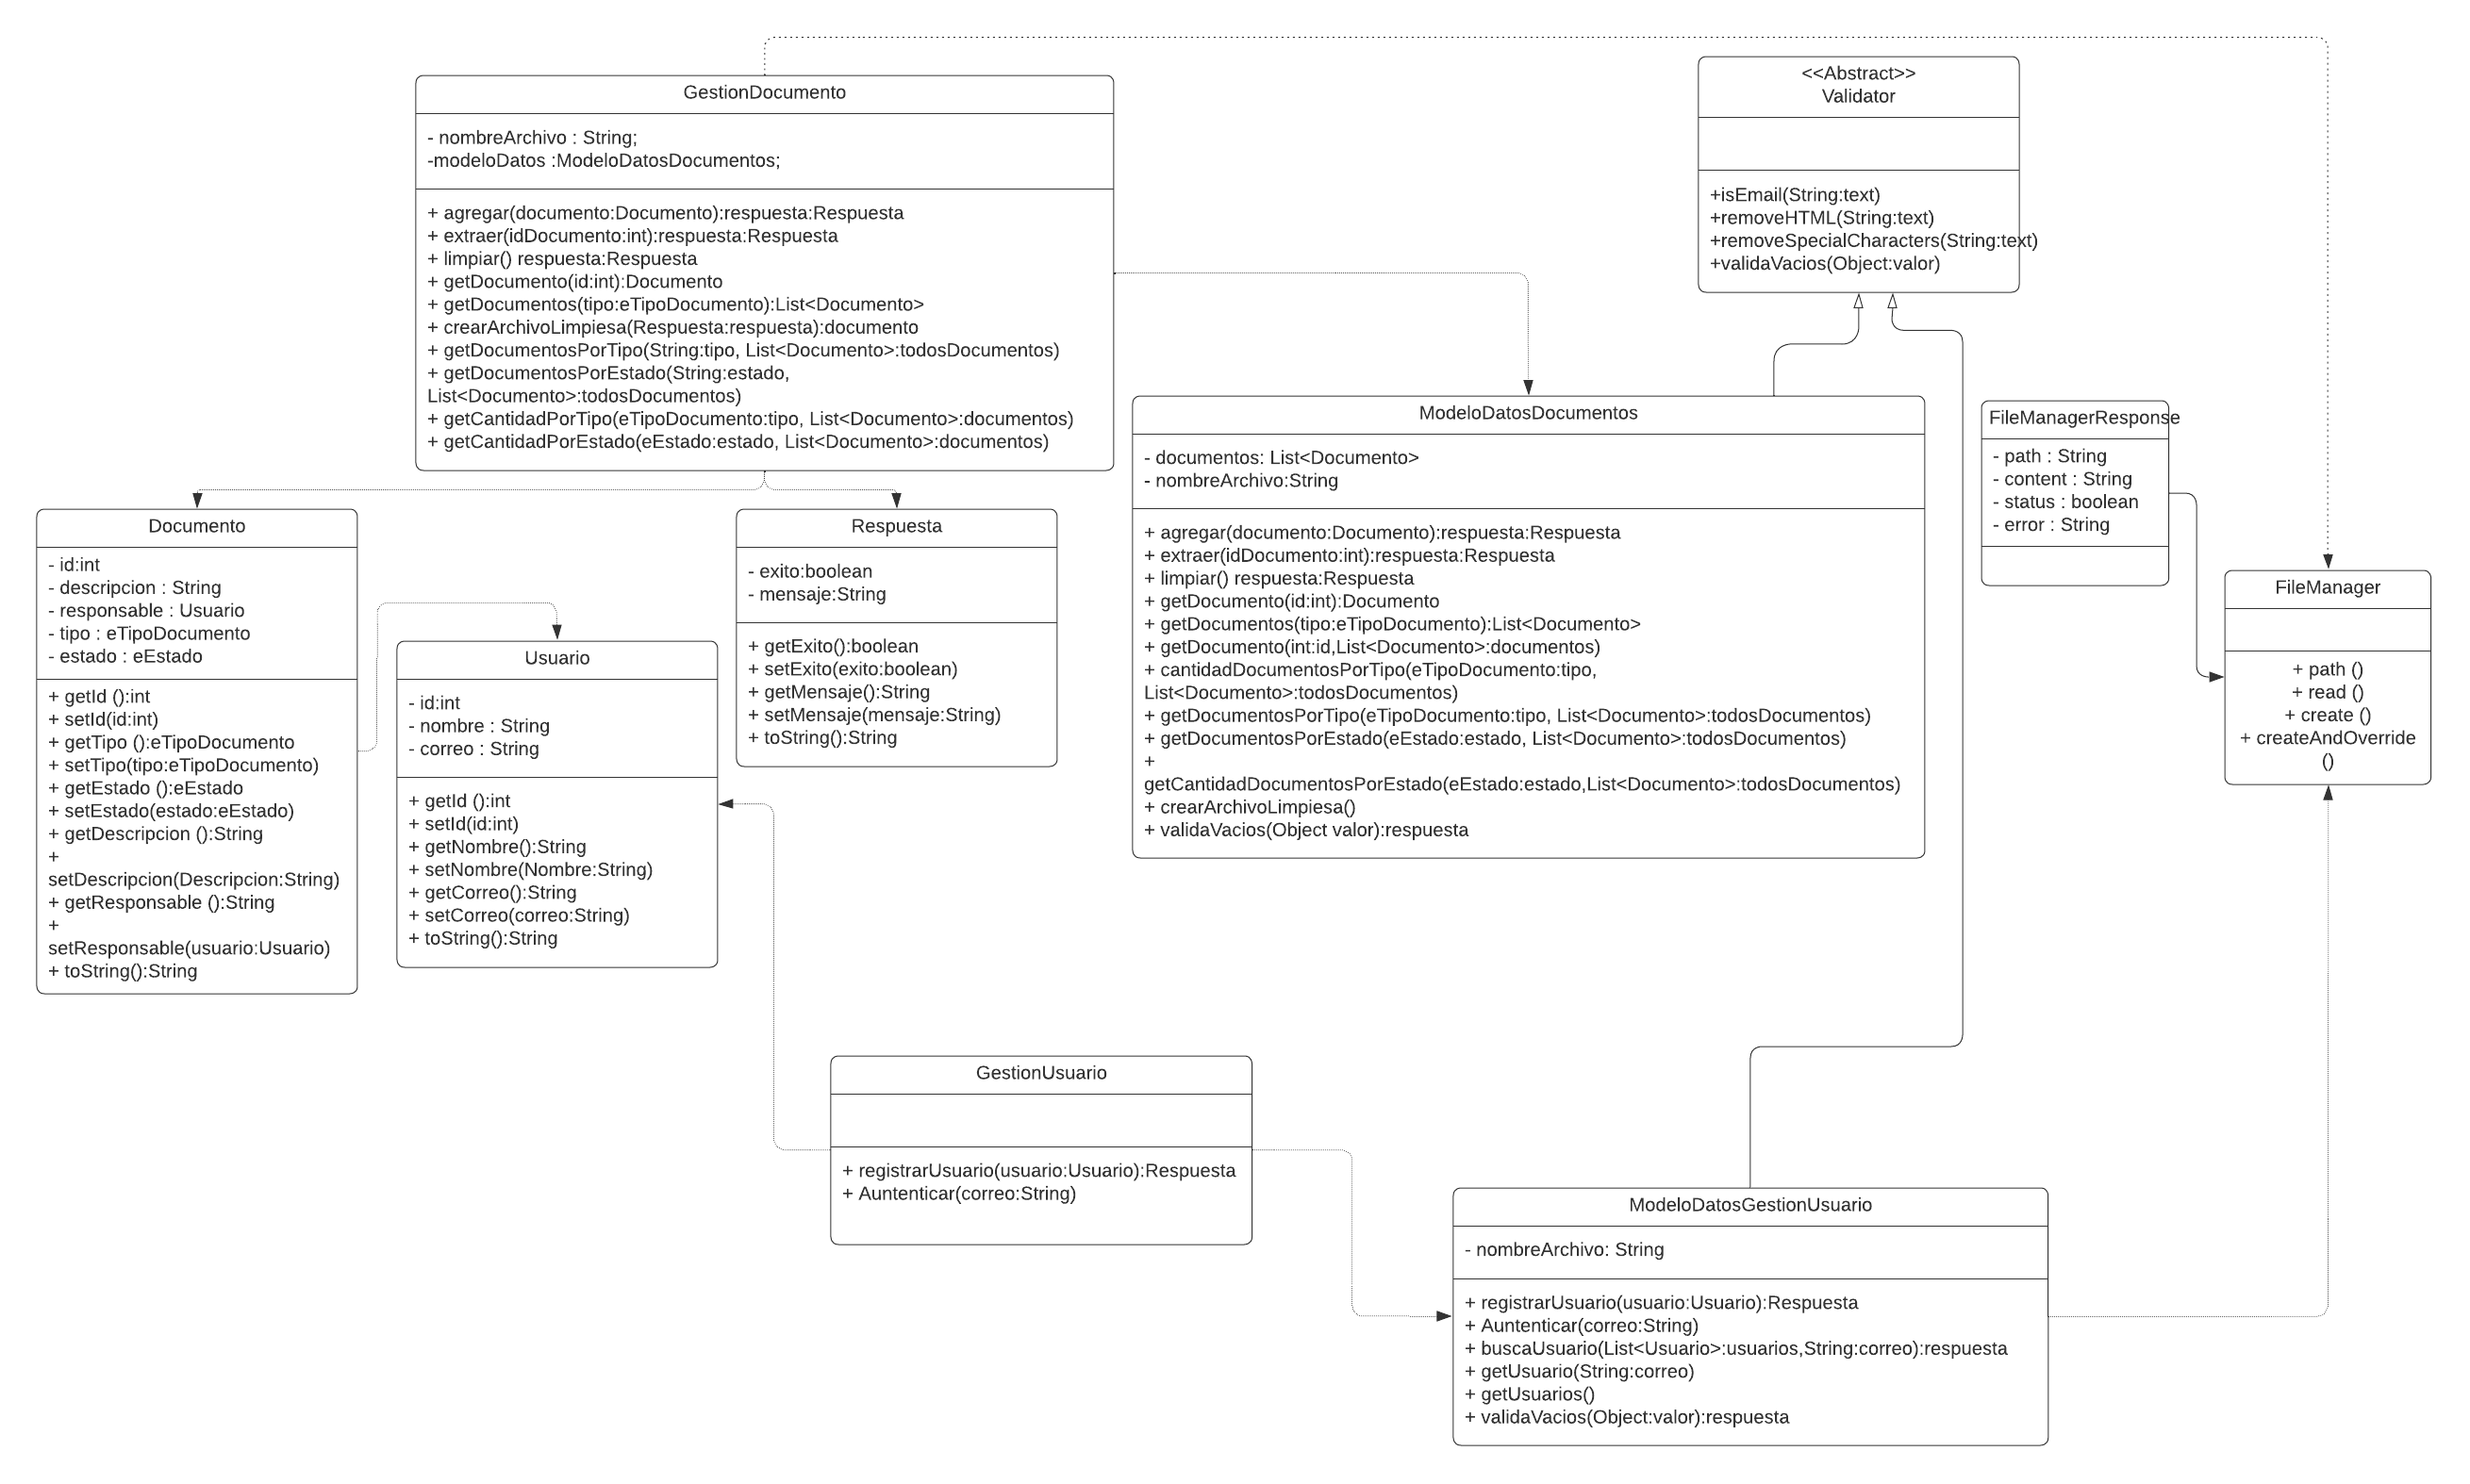 GestionDocumento
- nombreArchivo : String;
-modeloDatos :ModeloDatosDocumentos;
+ agregar(documento:Documento):respuesta:Respuesta
+ extraer(idDocumento:int):respuesta:Respuesta
+ limpiar() respuesta:Respuesta
+ getDocumento(id:int):Documento
+ getDocumentos(tipo:eTipoDocumento):List<Documento>
+ crearArchivoLimpiesa(Respuesta:respuesta):documento
+ getDocumentosPorTipo(String:tipo, List<Documento>:todosDocumentos)
+ getDocumentosPorEstado(String:estado,
List<Documento>:todosDocumentos)
+ getCantidadPorTipo(eTipoDocumento:tipo, List<Documento>:documentos)
+ getCantidadPorEstado(eEstado:estado, List<Documento>:documentos)
<<Abstract>>
Validator
+isEmail(String:text)
+removeHTML(String:text)
+removeSpecialCharacters(String:text)
+validaVacios(Object:valor)
ModeloDatosDocumentos
- documentos: List<Documento>
- nombreArchivo:String
+ agregar(documento:Documento):respuesta:Respuesta
+ extraer(idDocumento:int):respuesta:Respuesta
+ limpiar() respuesta:Respuesta
+ getDocumento(id:int):Documento
+ getDocumentos(tipo:eTipoDocumento):List<Documento>
+ getDocumento(int:id,List<Documento>:documentos)
+ cantidadDocumentosPorTipo(eTipoDocumento:tipo,
List<Documento>:todosDocumentos)
+ getDocumentosPorTipo(eTipoDocumento:tipo, List<Documento>:todosDocumentos)
+ getDocumentosPorEstado(eEstado:estado, List<Documento>:todosDocumentos)
+
getCantidadDocumentosPorEstado(eEstado:estado,List<Documento>:todosDocumentos)
+ crearArchivoLimpiesa()
+ validaVacios(Object valor):respuesta
FileManagerResponse
- path : String
- content : String
- status : boolean
- error : String
FileManager
+ path ()
+ read ()
+ create ()
+ createAndOverride
()
Documento
- id:int
- descripcion : String
- responsable : Usuario
- tipo : eTipoDocumento
- estado : eEstado
+ getId ():int
+ setId(id:int)
+ getTipo ():eTipoDocumento
+ setTipo(tipo:eTipoDocumento)
+ getEstado ():eEstado
+ setEstado(estado:eEstado)
+ getDescripcion ():String
+
setDescripcion(Descripcion:String)
+ getResponsable ():String
+
setResponsable(usuario:Usuario)
+ toString():String
Usuario
- id:int
- nombre : String
- correo : String
+ getId ():int
+ setId(id:int)
+ getNombre():String
+ setNombre(Nombre:String)
+ getCorreo():String
+ setCorreo(correo:String)
+ toString():String
Respuesta
- exito:boolean
- mensaje:String
+ getExito():boolean
+ setExito(exito:boolean)
+ getMensaje():String
+ setMensaje(mensaje:String)
+ toString():String
GestionUsuario
+ registrarUsuario(usuario:Usuario):Respuesta
+ Auntenticar(correo:String)
ModeloDatosGestionUsuario
- nombreArchivo: String
+ registrarUsuario(usuario:Usuario):Respuesta
+ Auntenticar(correo:String)
+ buscaUsuario(List<Usuario>:usuarios,String:correo):respuesta
+ getUsuario(String:correo)
+ getUsuarios()
+ validaVacios(Object:valor):respuesta